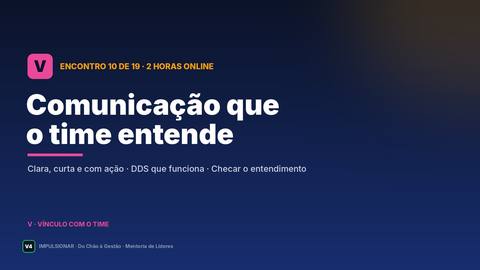 V
ENCONTRO 10 DE 19 · 2 HORAS ONLINE
Comunicação que
o time entende
Clara, curta e com ação · DDS que funciona · Checar o entendimento
V · VÍNCULO COM O TIME
V4
IMPULSIONAR · Do Chão à Gestão · Mentoria de Líderes